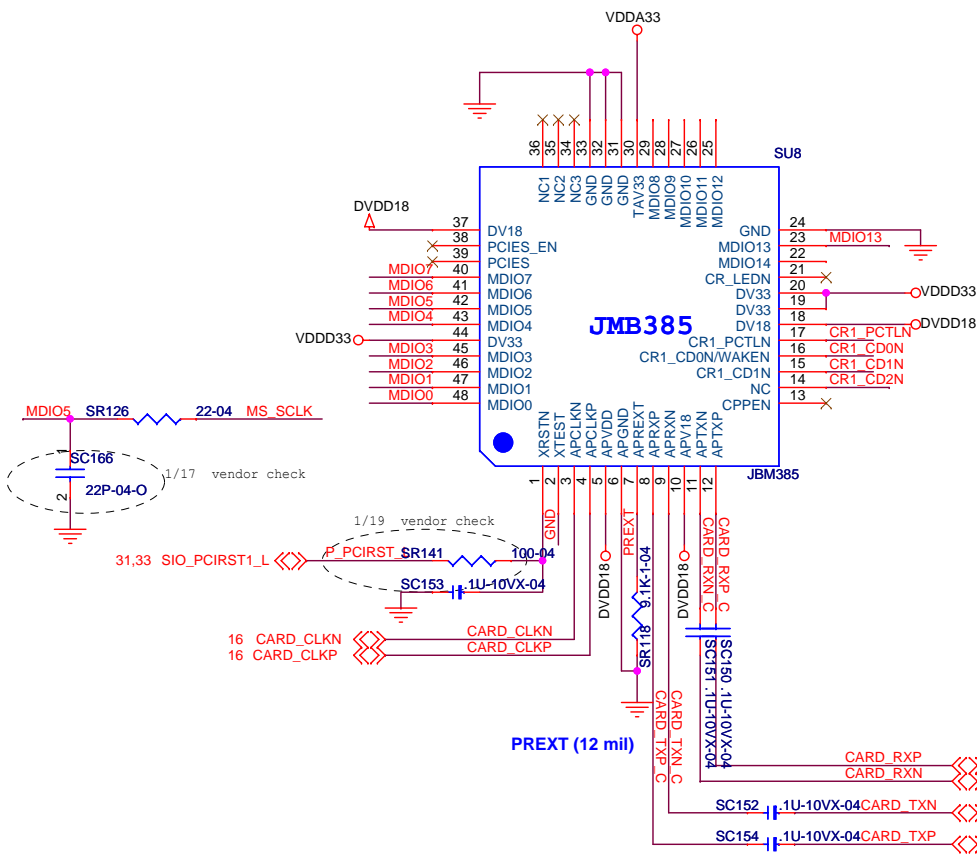 VDDA33
SU8
36 35 34 33 32 31 30 29 28 27 26 25
NC1 NC2 NC3 GND GND GND TAV33 MDIO8 MDIO9 MDIO10 MDIO11 MDIO12
DVDD18
37 DV18
38 PCIES_EN
39 PCIES
MDIO7 40 MDIO7
MDIO6 41 MDIO6
MDIO5 42 MDIO5
MDIO4 43 MDIO4
VDDD33 44 DV33
MDIO3 45 MDIO3
MDIO2 46 MDIO2
MDIO1 47 MDIO1
MDIO0 48 MDIO0
JMB385
GND 24
MDIO13 23 MDIO13
MDIO14 22
CR_LEDN 21
DV33 20 VDDD33
DV33 19
DV18 18 DVDD18
CR1_PCTLN 17 CR1_PCTLN
CR1_CD0N/WAKEN 16 CR1_CD0N
CR1_CD1N 15 CR1_CD1N
NC 14 CR1_CD2N
CPPEN 13
XRSTN XTEST APCLKN APCLKP APVDD APGND APREXT APRXP APRXN APV18 APTXN APTXP
1 2 3 4 5 6 7 8 9 10 11 12
JBM385
MDIO5 SR126 22-04 MS_SCLK
1 SC166
1/17 vendor check
2 22P-04-O
1/19 vendor check
GND
PREXT
31,33 SIO_PCIRST1_L
P_PCIRST_ SR141 100-04
SC153 .1U-10VX-04
DVDD18
SR118 9.1K-1-04
DVDD18
CARD_RXN_C
CARD_RXP_C
16 CARD_CLKN CARD_CLKN
16 CARD_CLKP CARD_CLKP
SC151 .1U-10VX-04
SC150 .1U-10VX-04
CARD_TXP_C
CARD_TXN_C
PREXT (12 mil)
CARD_RXP
CARD_RXN
SC152 .1U-10VX-04 CARD_TXN
SC154 .1U-10VX-04 CARD_TXP